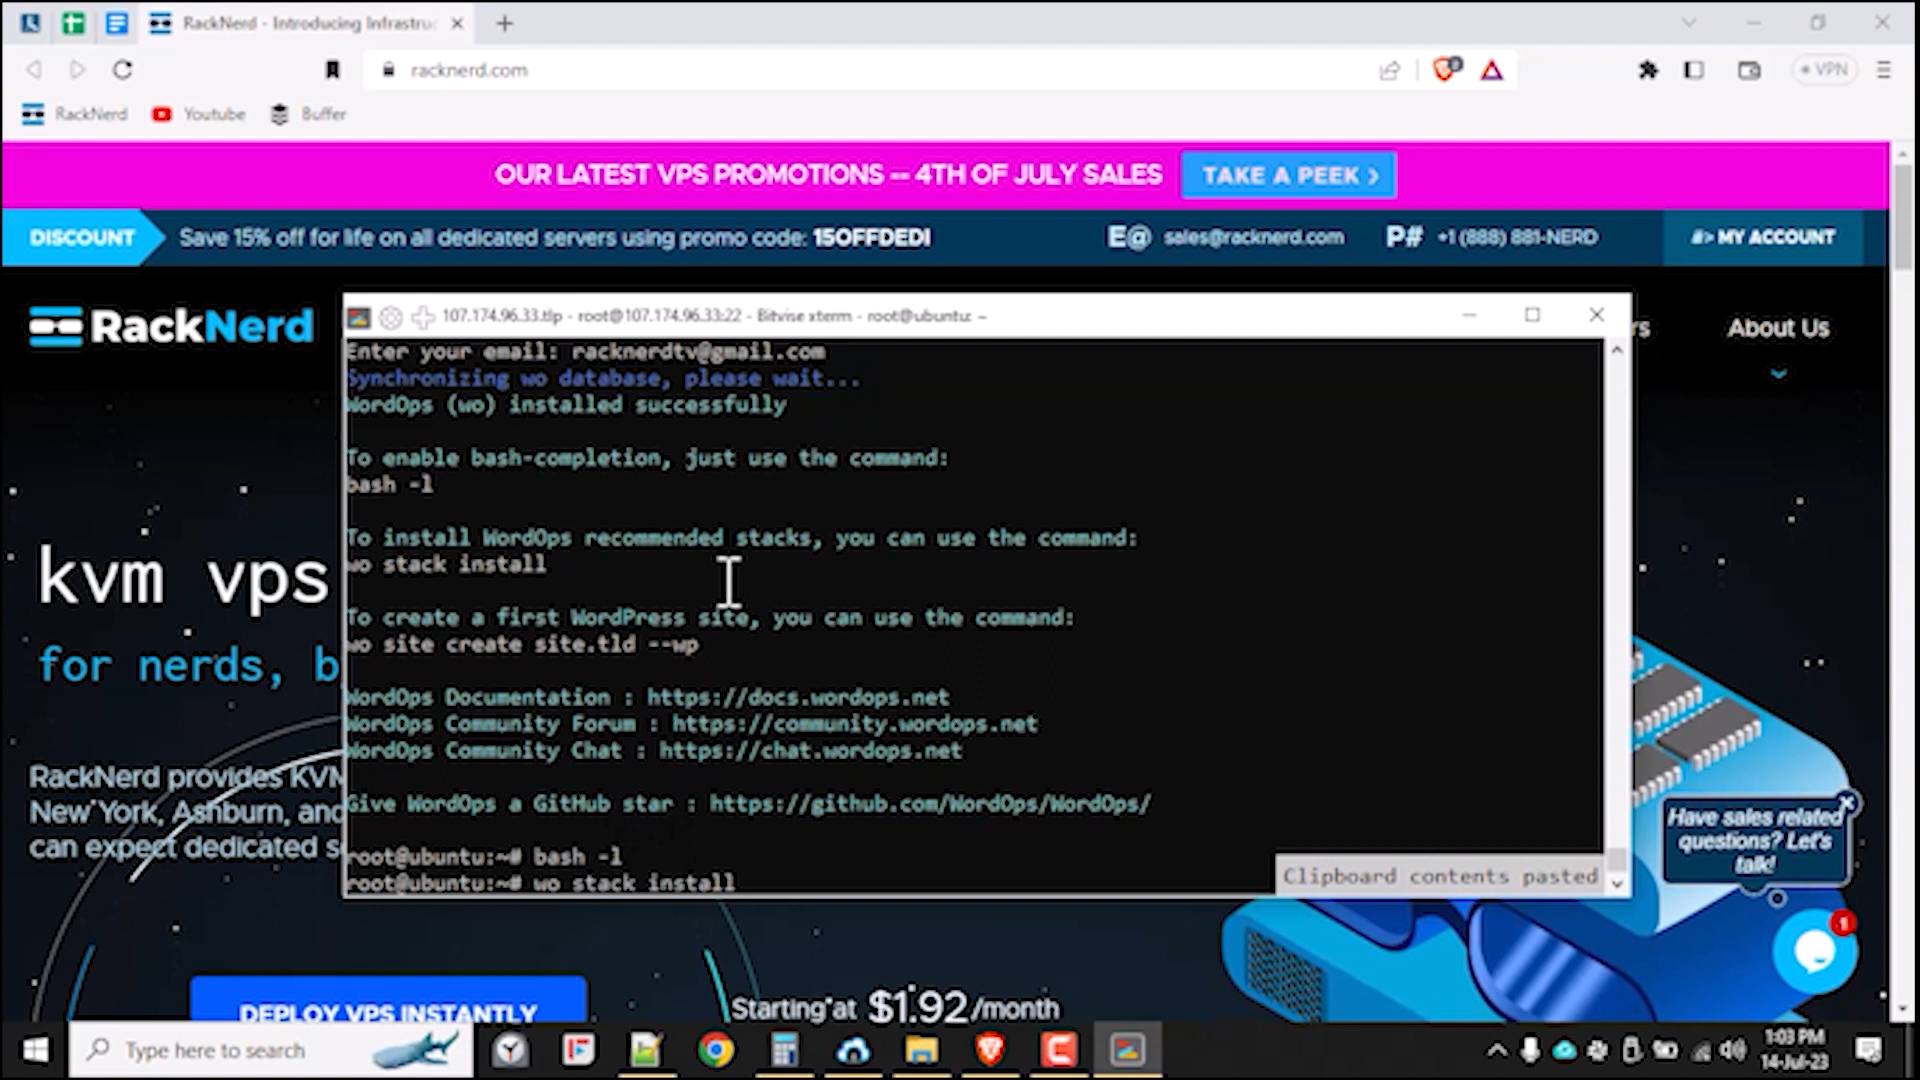 RackNerd - Introducing Infrastruc
racknerd.com
VPN
RackNerd
Youtube
Buffer
OUR LATEST VPS PROMOTIONS -- 4TH OF JULY SALES
TAKE A PEEK >
DISCOUNT
Save 15% off for life on all dedicated servers using promo code: 15OFFDEDI
E@ sales@racknerd.com
P# +1 (888) 881-NERD
#> MY ACCOUNT
RackNerd
rs
About Us
107.174.96.33.tlp - root@107.174.96.33:22 - Bitvise xterm - root@ubuntu: ~
Enter your email: racknerdtv@gmail.com
Synchronizing wo database, please wait...
WordOps (wo) installed successfully
To enable bash-completion, just use the command:
bash -l
To install WordOps recommended stacks, you can use the command:
wo stack install
To create a first WordPress site, you can use the command:
wo site create site.tld --wp
WordOps Documentation : https://docs.wordops.net
WordOps Community Forum : https://community.wordops.net
WordOps Community Chat : https://chat.wordops.net
Give WordOps a GitHub star : https://github.com/WordOps/WordOps/
root@ubuntu:~# bash -l
root@ubuntu:~# wo stack install
Clipboard contents pasted
kvm vps
for nerds, b
RackNerd provides KVM
New York, Ashburn, and
can expect dedicated se
DEPLOY VPS INSTANTLY
Starting at $1.92/month
Have sales related
questions? Let's
talk!
1
Type here to search
1:03 PM
14-Jul-23